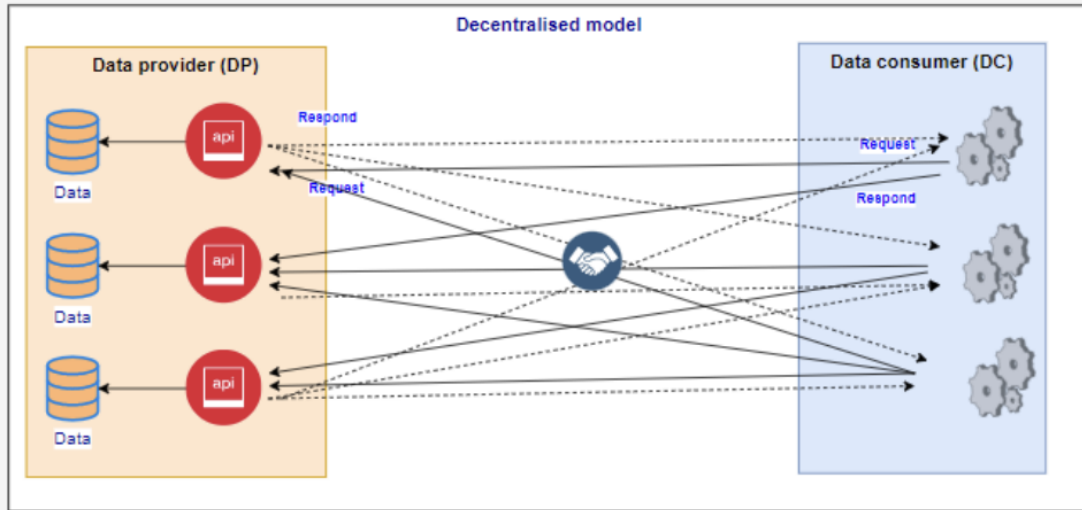 Decentralised model
Data provider (DP)
Data consumer (DC)
api
Respond
Request
Data
Request
Respond
api
Data
api
Data